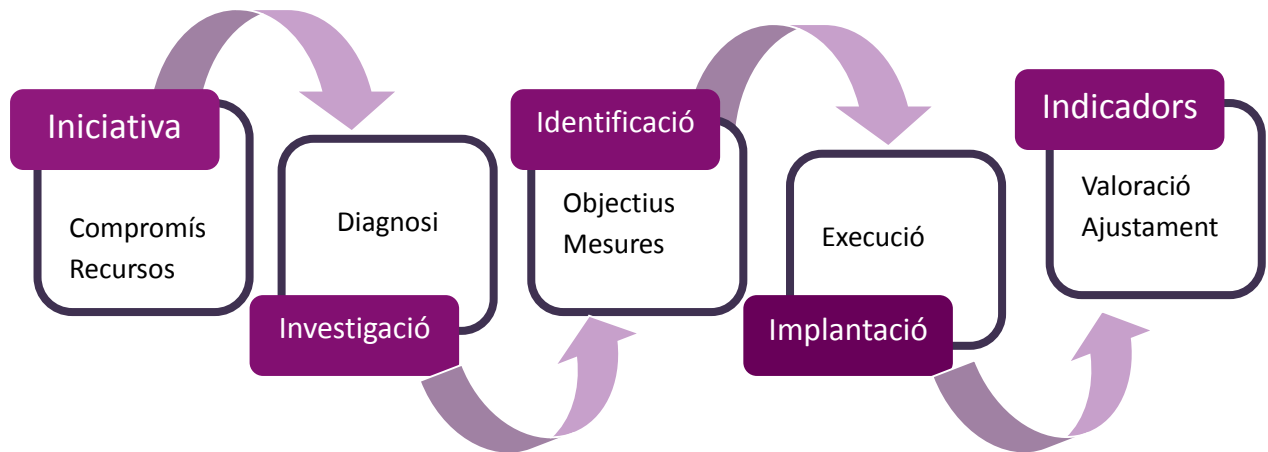 Iniciativa
Compromís
Recursos
Diagnosi
Investigació
Identificació
Objectius
Mesures
Execució
Implantació
Indicadors
Valoració
Ajustament